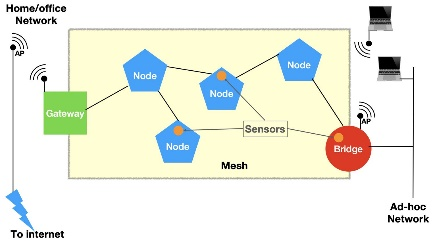 Home/office
Network
AP
Node
Node
Node
Gateway
Sensors
AP
Node
Bridge
Mesh
To internet
Ad-hoc
Network